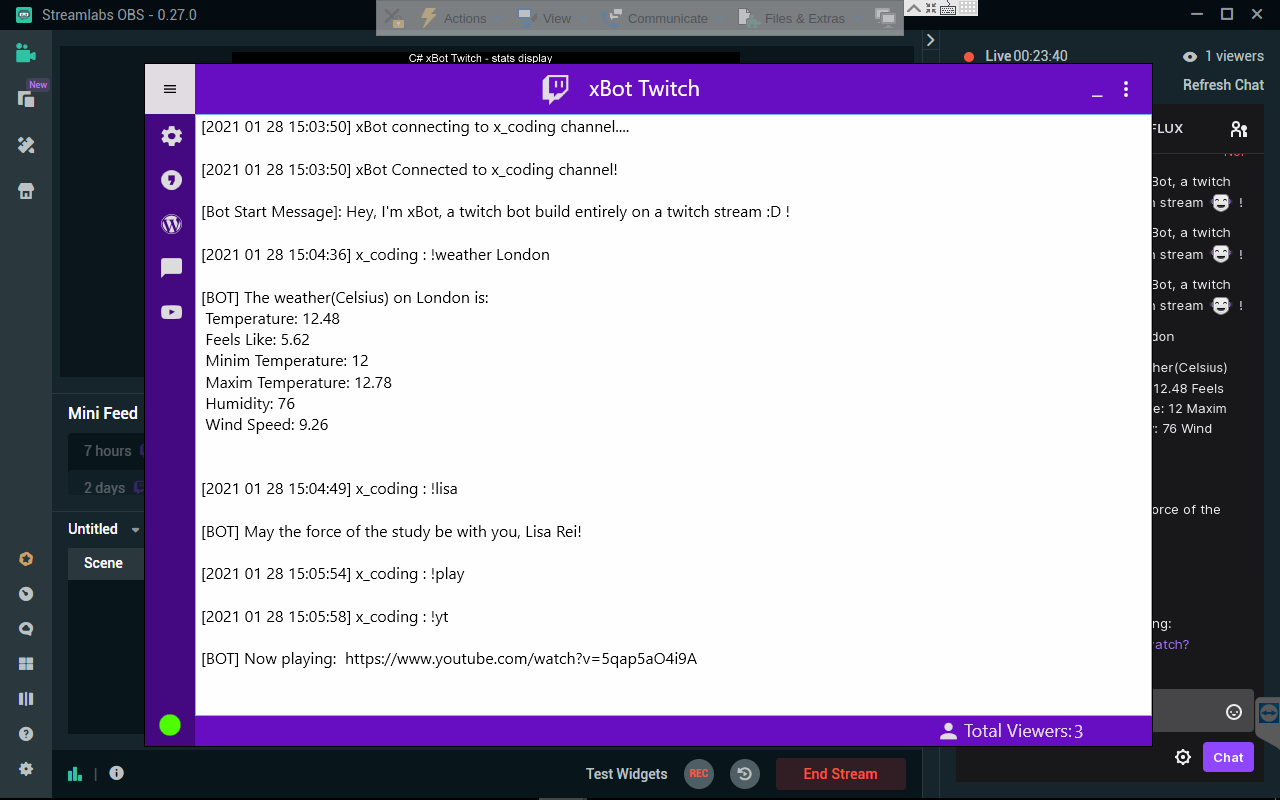 Streamlabs OBS - 0.27.0
Actions
View
Communicate
Files & Extras
C# xBot Twitch - stats display
Live 00:23:40
1 viewers
Refresh Chat
New
xBot Twitch
FLUX
[2021 01 28 15:03:50] xBot connecting to x_coding channel....
[2021 01 28 15:03:50] xBot Connected to x_coding channel!
[Bot Start Message]: Hey, I'm xBot, a twitch bot build entirely on a twitch stream :D !
[2021 01 28 15:04:36] x_coding : !weather London
[BOT] The weather(Celsius) on London is:
Temperature: 12.48
Feels Like: 5.62
Minim Temperature: 12
Maxim Temperature: 12.78
Humidity: 76
Wind Speed: 9.26
[2021 01 28 15:04:49] x_coding : !lisa
[BOT] May the force of the study be with you, Lisa Rei!
[2021 01 28 15:05:54] x_coding : !play
[2021 01 28 15:05:58] x_coding : !yt
[BOT] Now playing:  https://www.youtube.com/watch?v=5qap5aO4i9A
Total Viewers:3
Bot, a twitch
stream !
Bot, a twitch
stream !
Bot, a twitch
stream !
don
her(Celsius)
12.48 Feels
e: 12 Maxim
: 76 Wind
orce of the
ng:
atch?
Chat
Mini Feed
7 hours
2 days
Untitled
Scene
Test Widgets
REC
End Stream